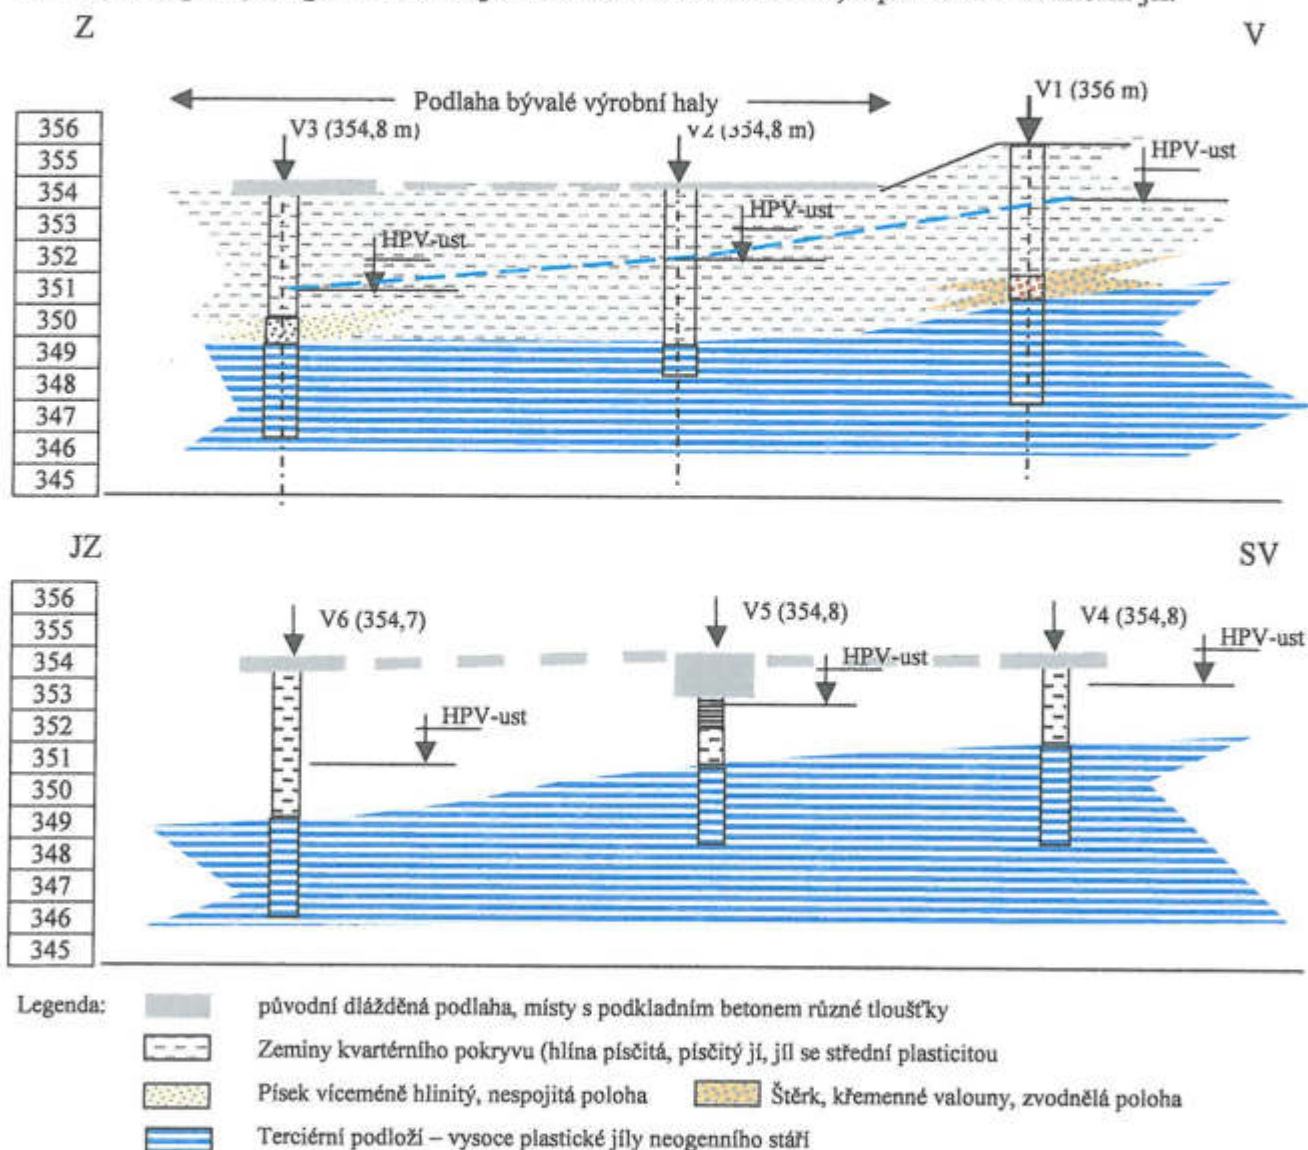 Z
V
Podlaha bývalé výrobní haly
V1 (356 m)
V3 (354,8 m)
V2 (354,8 m)
HPV-ust
HPV-ust
HPV-ust
356
355
354
353
352
351
350
349
348
347
346
345
JZ
SV
V6 (354,7)
V5 (354,8)
V4 (354,8)
HPV-ust
HPV-ust
HPV-ust
356
355
354
353
352
351
350
349
348
347
346
345
Legenda:
původní dlážděná podlaha, místy s podkladním betonem různé tloušťky
Zeminy kvartérního pokryvu (hlína písčitá, písčitý jí, jíl se střední plasticitou
Písek víceméně hlinitý, nespojitá poloha
Štěrk, křemenné valouny, zvodnělá poloha
Terciérní podloží – vysoce plastické jíly neogenního stáří